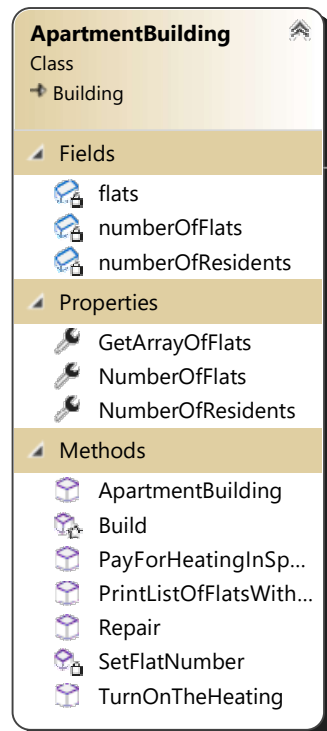 ApartmentBuilding
Class
Building
Fields
flats
numberOfFlats
numberOfResidents
Properties
GetArrayOfFlats
NumberOfFlats
NumberOfResidents
Methods
ApartmentBuilding
Build
PayForHeatingInSp...
PrintListOfFlatsWith...
Repair
SetFlatNumber
TurnOnTheHeating